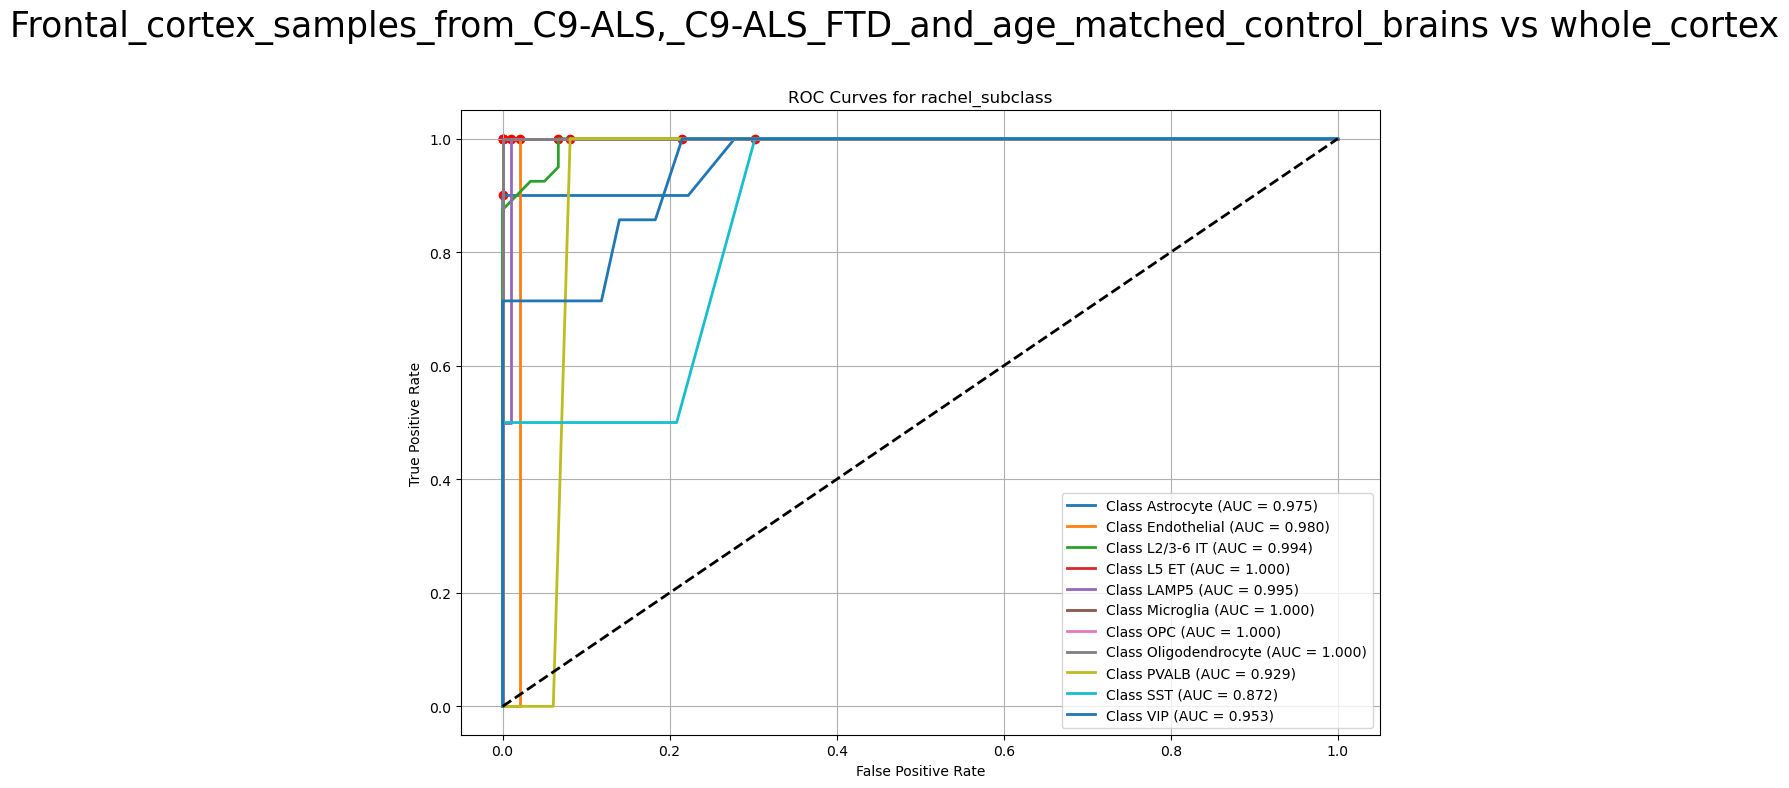 Frontal_cortex_samples_from_C9-ALS,_C9-ALS_FTD_and_age_matched_control_brains vs whole_cortex
ROC Curves for rachel_subclass
1.0
0.8
0.6
0.4
0.2
0.0
True Positive Rate
Class Astrocyte (AUC = 0.975)
Class Endothelial (AUC = 0.980)
Class L2/3-6 IT (AUC = 0.994)
Class L5 ET (AUC = 1.000)
Class LAMP5 (AUC = 0.995)
Class Microglia (AUC = 1.000)
Class OPC (AUC = 1.000)
Class Oligodendrocyte (AUC = 1.000)
Class PVALB (AUC = 0.929)
Class SST (AUC = 0.872)
Class VIP (AUC = 0.953)
0.0 0.2 0.4 0.6 0.8 1.0
False Positive Rate